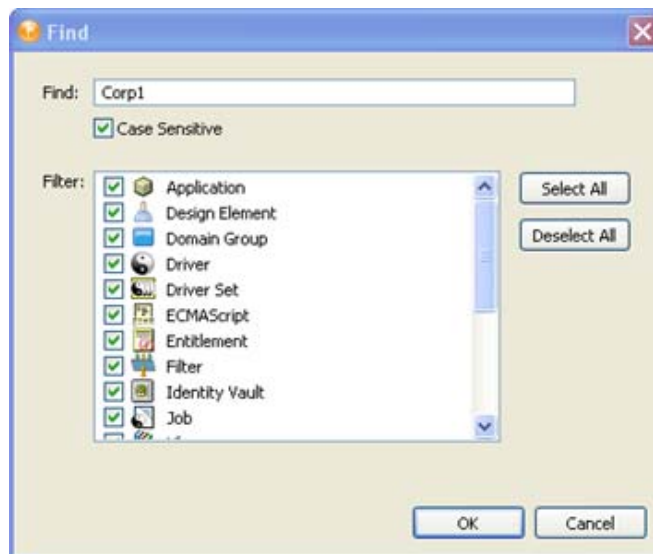 Find
Find: Corp1
Case Sensitive
Filter:
Application
Design Element
Domain Group
Driver
Driver Set
ECMAScript
Entitlement
Filter
Identity Vault
Job
Select All
Deselect All
OK
Cancel